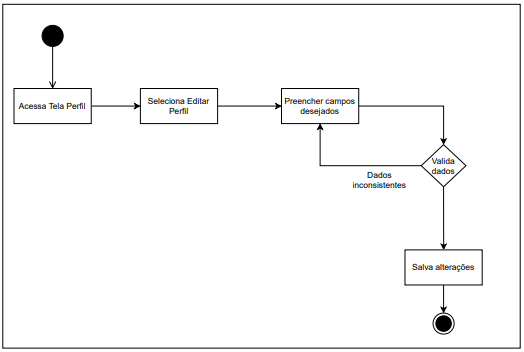 Acessa Tela Perfil
Seleciona Editar
Perfil
Preencher campos
desejados
Valida
dados
Dados
inconsistentes
Salva alterações